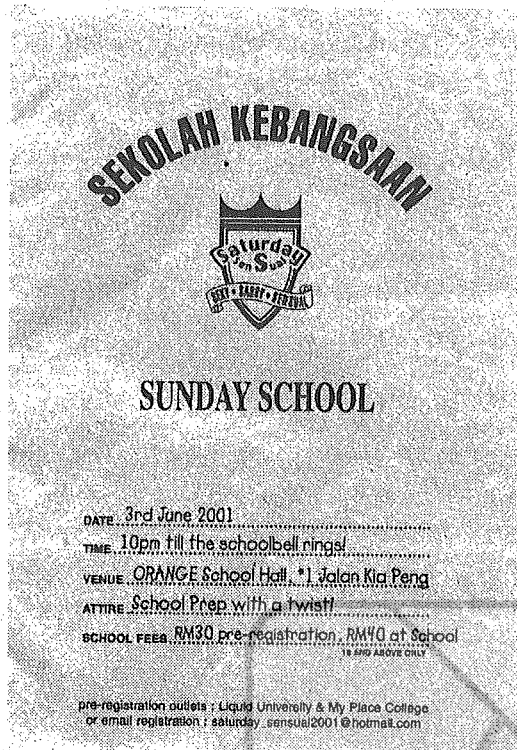 SEKOLAH KEBANGSAAN
Saturday
SenSual
SEXY • SASSY • SENSUAL
SUNDAY SCHOOL
DATE 3rd June 2001
TIME 10pm till the schoolbell rings!
VENUE ORANGE School Hall, *1 Jalan Kia Peng
ATTIRE School Prep with a twist!
SCHOOL FEES RM30 pre-registration, RM40 at School
18 AND ABOVE ONLY
pre-registration outlets : Liquid University & My Place College
or email registration : saturday_sensual2001@hotmail.com